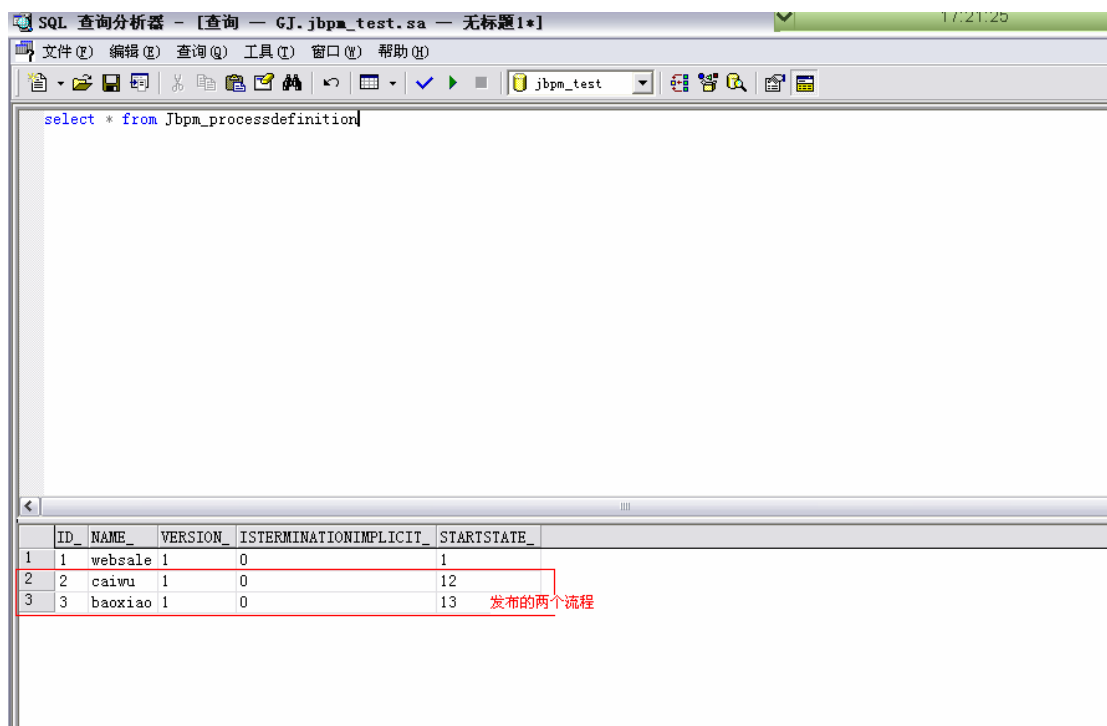 SQL 查询分析器 - [查询 — GJ.jbpm_test.sa — 无标题1*]
17:21:25
文件(F) 编辑(E) 查询(Q) 工具(T) 窗口(W) 帮助(H)
jbpm_test
select * from Jbpm_processdefinition
ID_ NAME_ VERSION_ ISTERMINATIONIMPLICIT_ STARTSTATE_
1 1 websale 1 0 1
2 2 caiwu 1 0 12
3 3 baoxiao 1 0 13 发布的两个流程